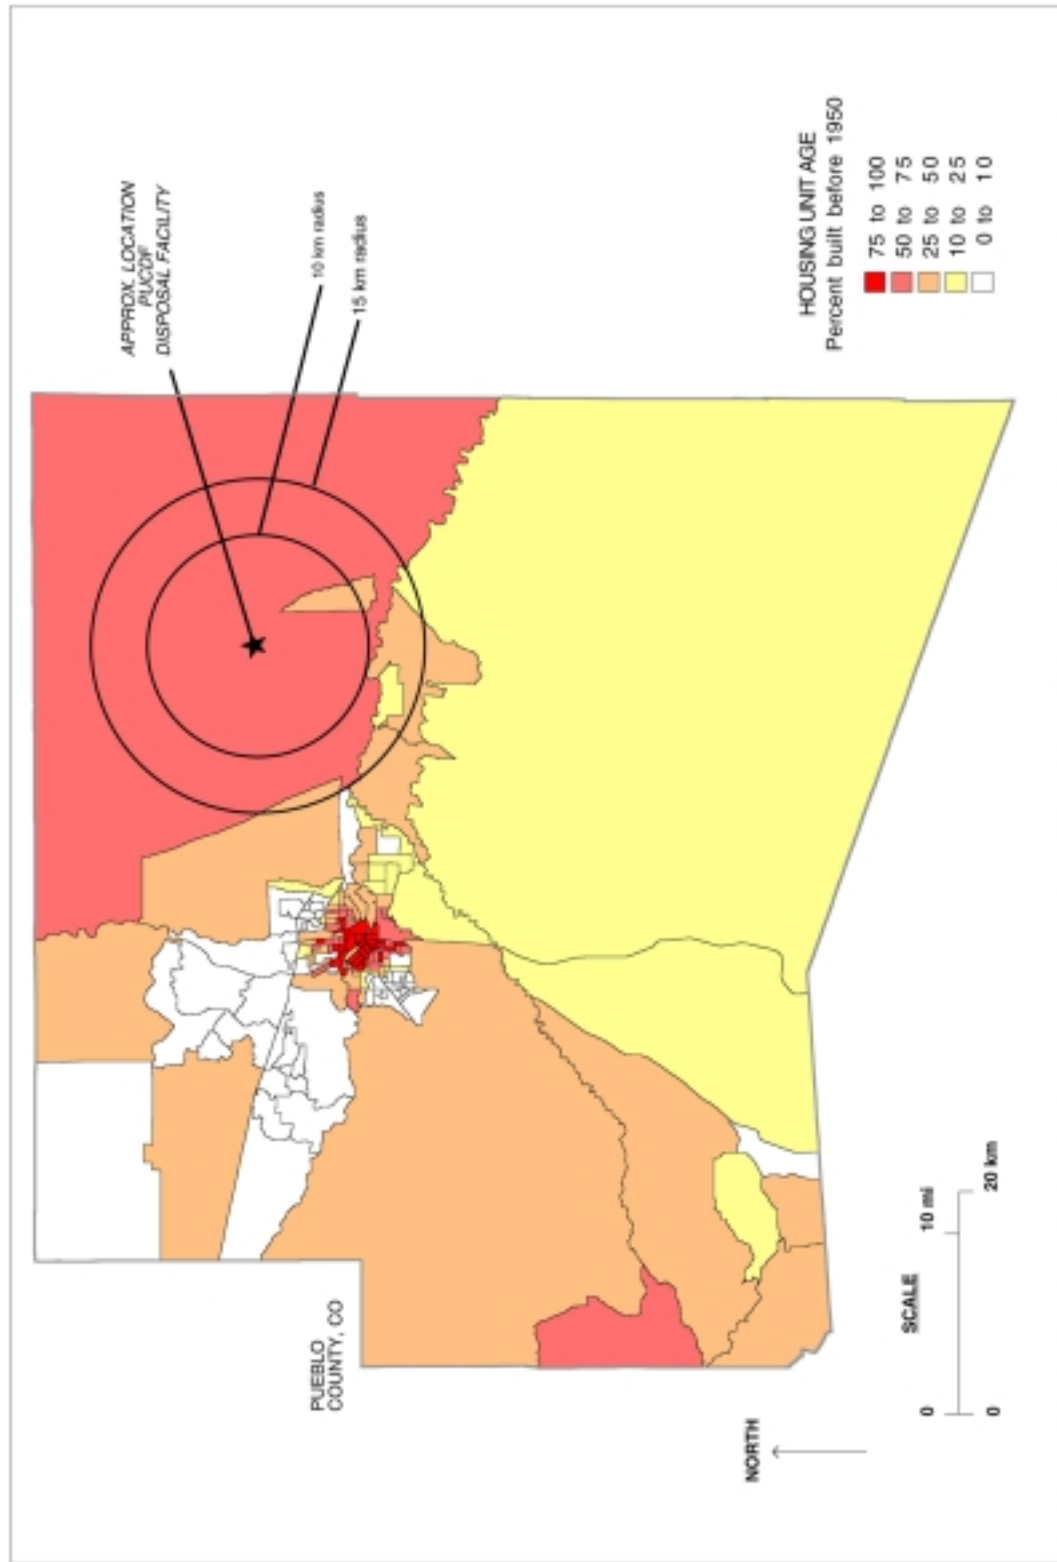 APPROX. LOCATION
PUCDF
DISPOSAL FACILITY
10 km radius
15 km radius
PUEBLO
COUNTY, CO
HOUSING UNIT AGE
Percent built before 1950
75 to 100
50 to 75
25 to 50
10 to 25
0 to 10
NORTH
SCALE
0 10 mi
0 20 km